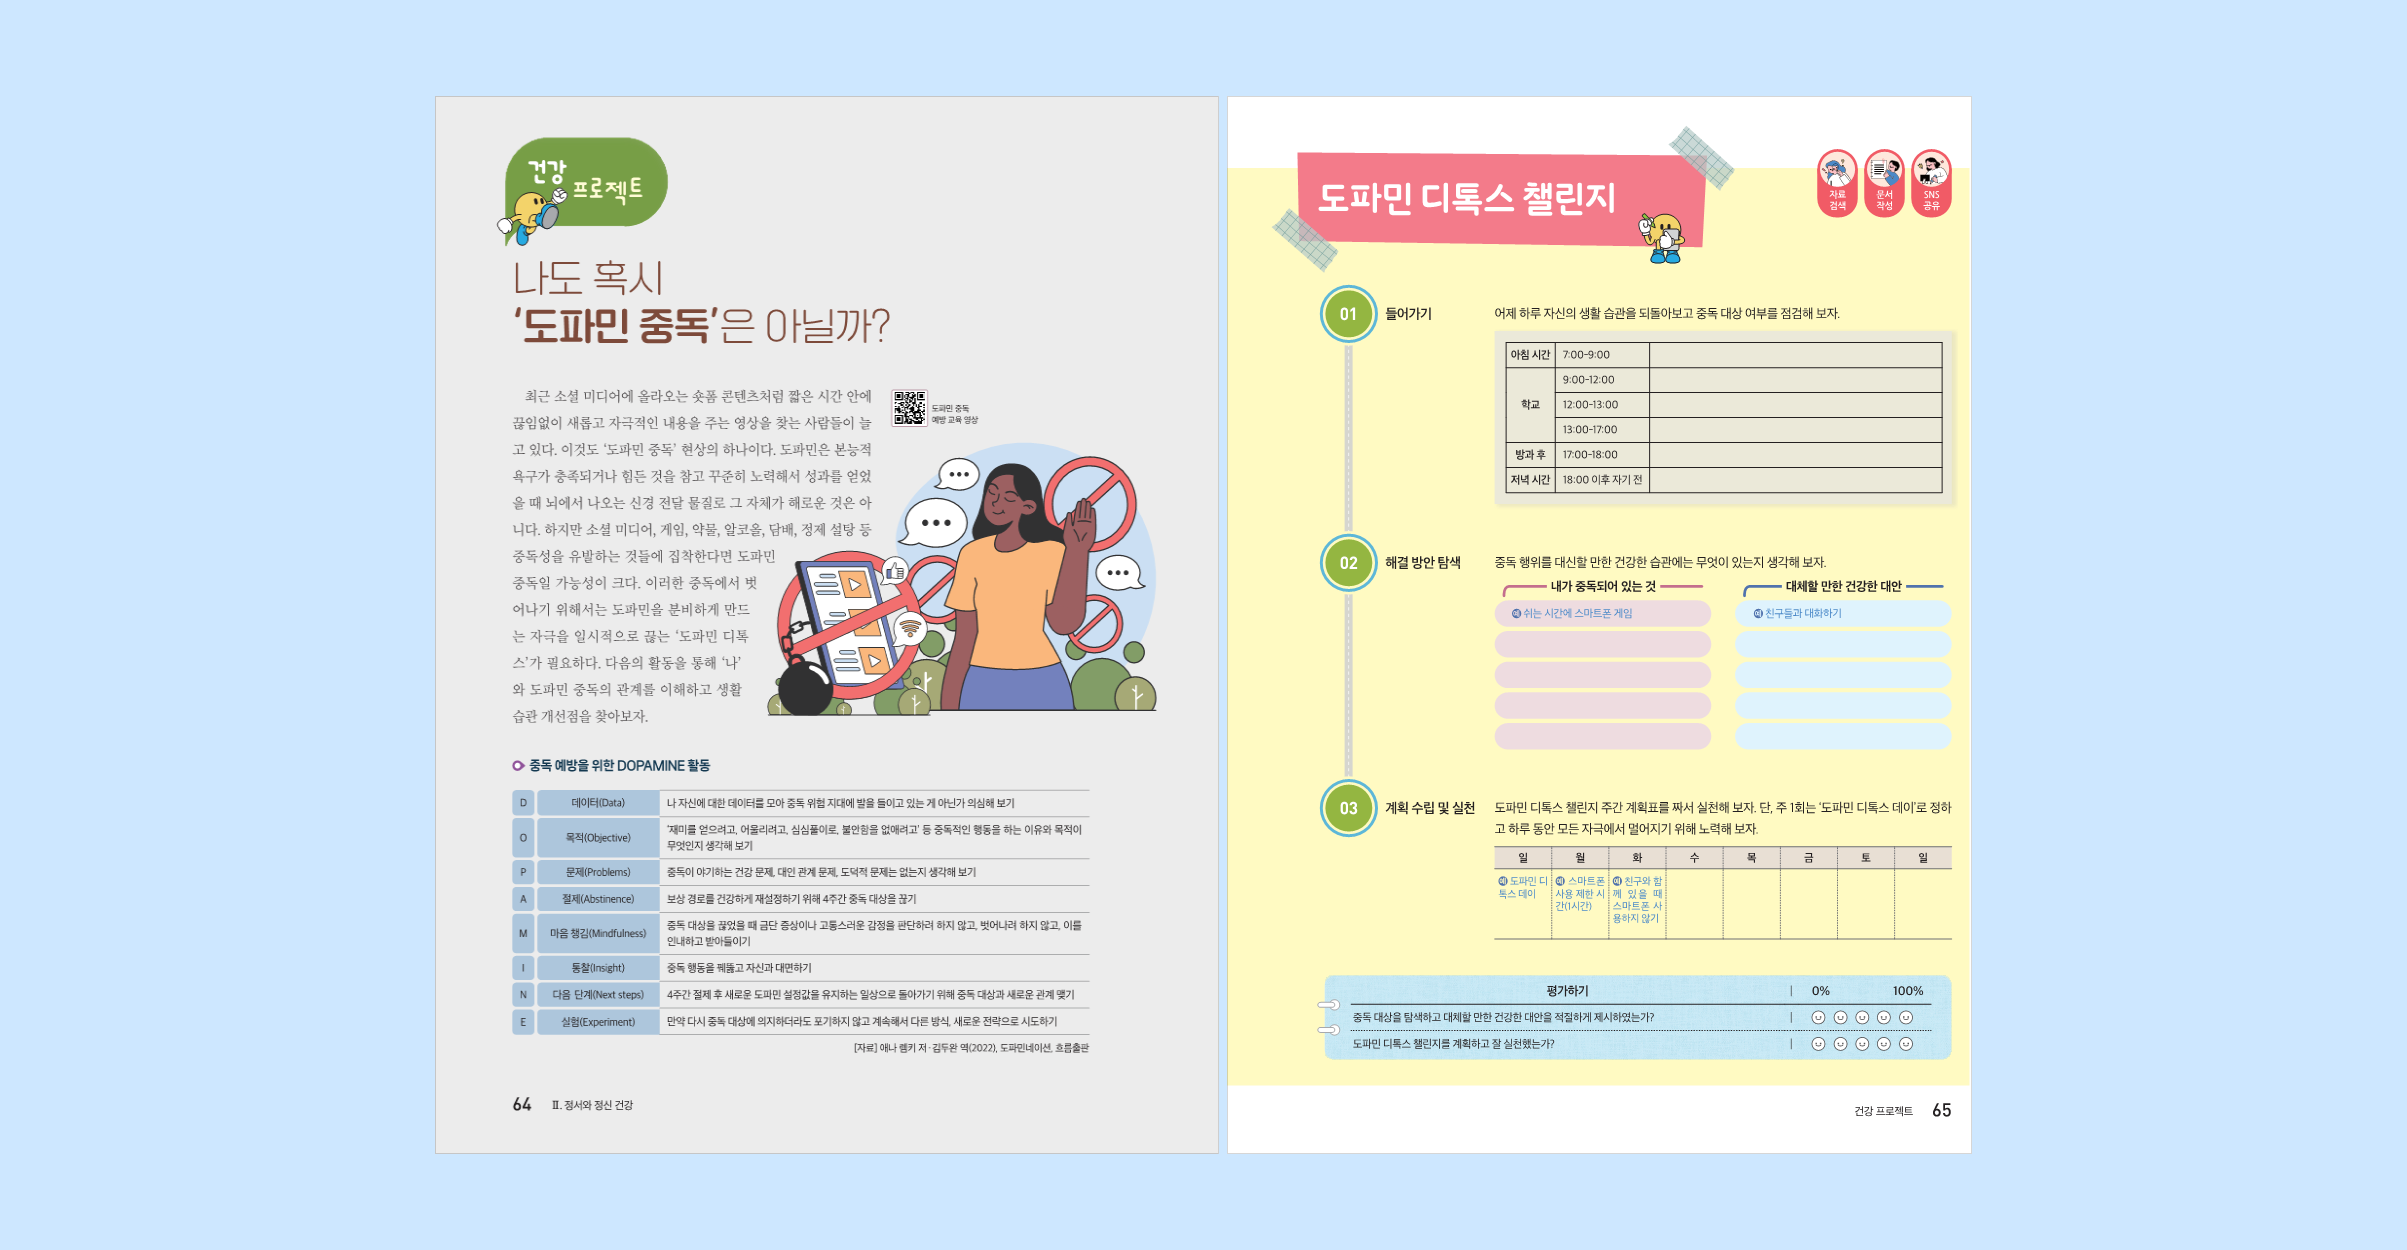 건강
프로젝트
나도 혹시
‘도파민 중독’은 아닐까?
최근 소셜 미디어에 올라오는 숏폼 콘텐츠처럼 짧은 시간 안에
끊임없이 새롭고 자극적인 내용을 주는 영상을 찾는 사람들이 늘
고 있다. 이것도 ‘도파민 중독’ 현상의 하나이다. 도파민은 본능적
욕구가 충족되거나 힘든 것을 참고 꾸준히 노력해서 성과를 얻었
을 때 뇌에서 나오는 신경 전달 물질로 그 자체가 해로운 것은 아
니다. 하지만 소셜 미디어, 게임, 약물, 알코올, 담배, 정제 설탕 등
중독성을 유발하는 것들에 집착한다면 도파민
중독일 가능성이 크다. 이러한 중독에서 벗
어나기 위해서는 도파민을 분비하게 만드
는 자극을 일시적으로 끊는 ‘도파민 디톡
스’가 필요하다. 다음의 활동을 통해 ‘나’
와 도파민 중독의 관계를 이해하고 생활
습관 개선점을 찾아보자.
도파민 중독
예방 교육 영상
중독 예방을 위한 DOPAMINE 활동
D 데이터(Data) 나 자신에 대한 데이터를 모아 중독 위험 지대에 발을 들이고 있는 게 아닌가 의심해 보기
O 목적(Objective) ‘재미를 얻으려고, 어울리려고, 심심풀이로, 불안함을 없애려고’ 등 중독적인 행동을 하는 이유와 목적이
무엇인지 생각해 보기
P 문제(Problems) 중독이 야기하는 건강 문제, 대인 관계 문제, 도덕적 문제는 없는지 생각해 보기
A 절제(Abstinence) 보상 경로를 건강하게 재설정하기 위해 4주간 중독 대상을 끊기
M 마음 챙김(Mindfulness) 중독 대상을 끊었을 때 금단 증상이나 고통스러운 감정을 판단하려 하지 않고, 벗어나려 하지 않고, 이를
인내하고 받아들이기
I 통찰(Insight) 중독 행동을 꿰뚫고 자신과 대면하기
N 다음 단계(Next steps) 4주간 절제 후 새로운 도파민 설정값을 유지하는 일상으로 돌아가기 위해 중독 대상과 새로운 관계 맺기
E 실험(Experiment) 만약 다시 중독 대상에 의지하더라도 포기하지 않고 계속해서 다른 방식, 새로운 전략으로 시도하기
[자료] 애나 렘키 저·김두완 역(2022), 도파민네이션, 흐름출판
64 Ⅱ. 정서와 정신 건강
도파민 디톡스 챌린지
자료
검색
문서
작성
SNS
공유
01 들어가기 어제 하루 자신의 생활 습관을 되돌아보고 중독 대상 여부를 점검해 보자.
아침 시간 7:00-9:00
9:00-12:00
학교 12:00-13:00
13:00-17:00
방과 후 17:00-18:00
저녁 시간 18:00 이후 자기 전
02 해결 방안 탐색 중독 행위를 대신할 만한 건강한 습관에는 무엇이 있는지 생각해 보자.
내가 중독되어 있는 것 대체할 만한 건강한 대안
예 쉬는 시간에 스마트폰 게임 예 친구들과 대화하기
03 계획 수립 및 실천 도파민 디톡스 챌린지 주간 계획표를 짜서 실천해 보자. 단, 주 1회는 ‘도파민 디톡스 데이’로 정하
고 하루 동안 모든 자극에서 멀어지기 위해 노력해 보자.
일 월 화 수 목 금 토 일
예 도파민 디
톡스 데이
예 스마트폰
사용 제한 시
간(1시간)
예 친구와 함
께 있을 때
스마트폰 사
용하지 않기
평가하기 0% 100%
중독 대상을 탐색하고 대체할 만한 건강한 대안을 적절하게 제시하였는가?
도파민 디톡스 챌린지를 계획하고 잘 실천했는가?
건강 프로젝트 65